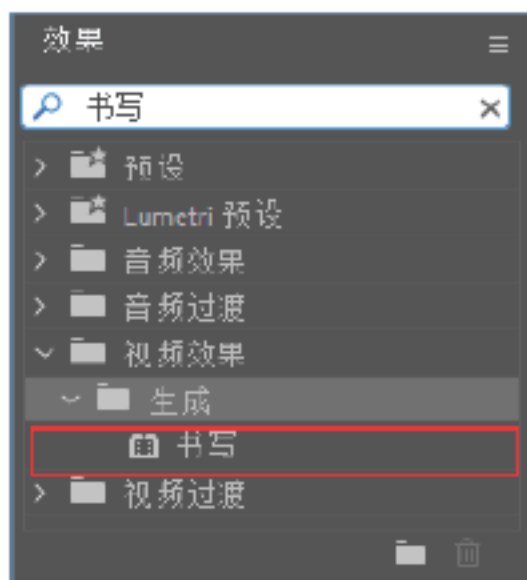 效果
书写
预设
Lumetri 预设
音频效果
音频过渡
视频效果
生成
书写
视频过渡